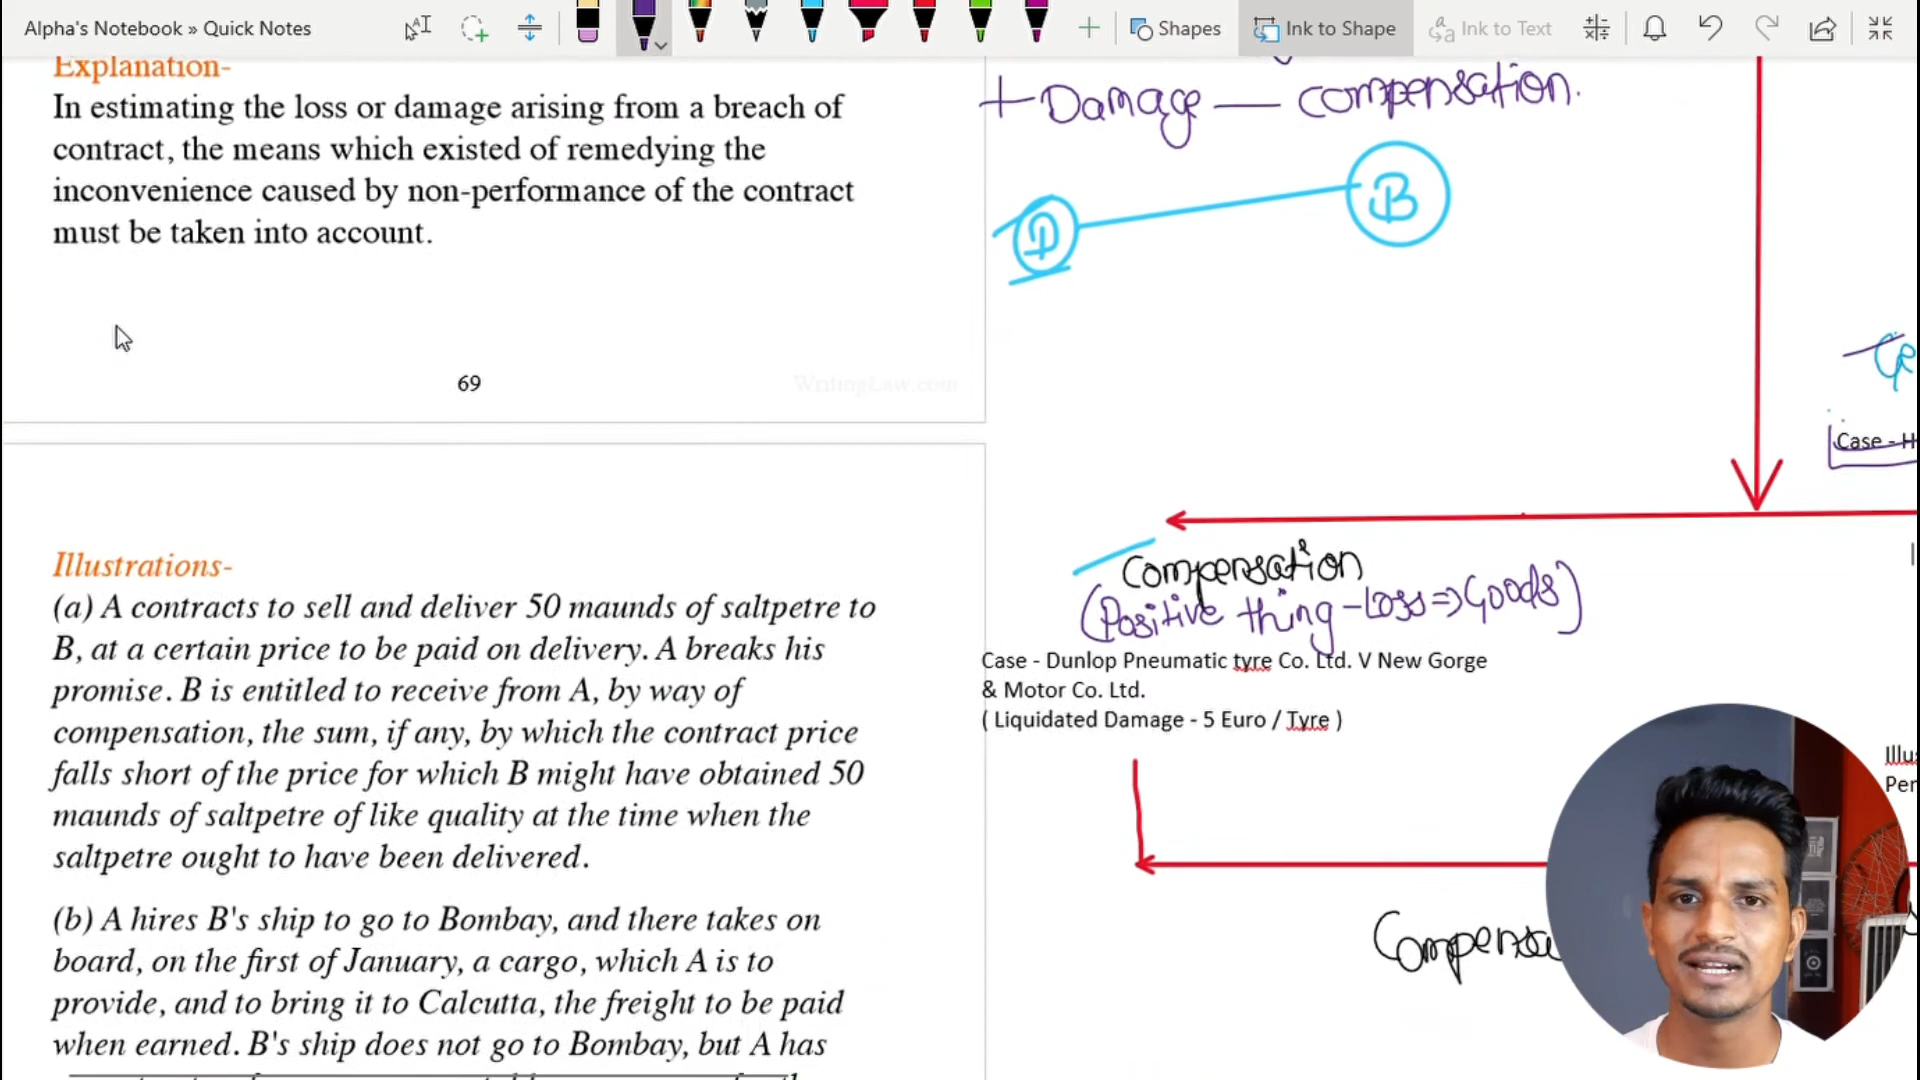 Alpha's Notebook » Quick Notes
Shapes
Ink to Shape
Ink to Text
Explanation-
In estimating the loss or damage arising from a breach of
contract, the means which existed of remedying the
inconvenience caused by non-performance of the contract
must be taken into account.
69
WritingLaw.com
Illustrations-
(a) A contracts to sell and deliver 50 maunds of saltpetre to
B, at a certain price to be paid on delivery. A breaks his
promise. B is entitled to receive from A, by way of
compensation, the sum, if any, by which the contract price
falls short of the price for which B might have obtained 50
maunds of saltpetre of like quality at the time when the
saltpetre ought to have been delivered.
(b) A hires B's ship to go to Bombay, and there takes on
board, on the first of January, a cargo, which A is to
provide, and to bring it to Calcutta, the freight to be paid
when earned. B's ship does not go to Bombay, but A has
+ Damage — compensation.
B
Case - H
Compensation
(Positive thing - Loss => Goods)
Case - Dunlop Pneumatic tyre Co. Ltd. V New Gorge
& Motor Co. Ltd.
( Liquidated Damage - 5 Euro / Tyre )
Illu
Per
Compensa